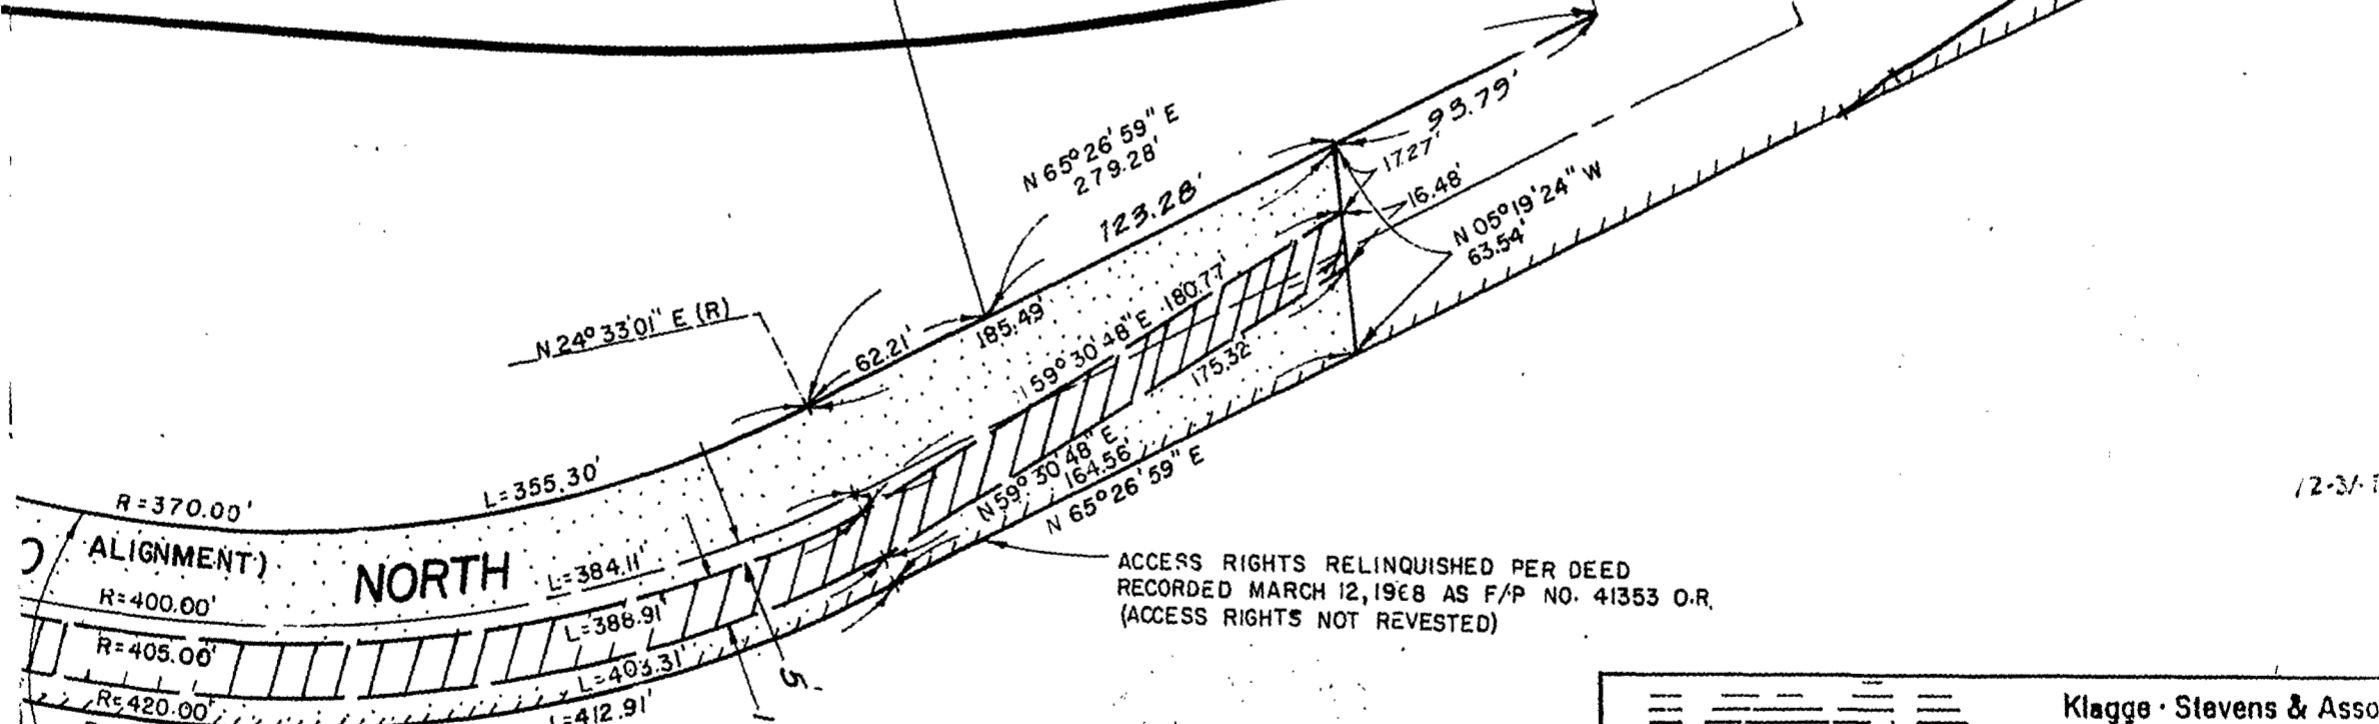 93.79'
17.27'
16.48'
N 05° 19' 24" W
63.54'
N 65° 26' 59" E
279.28'
123.28'
N 24° 33' 01" E (R)
62.21'
185.49'
N 59° 30' 48" E 180.77'
175.32'
N 59° 30' 48" E
164.56'
N 65° 26' 59" E
L=355.30'
R=370.00'
ALIGNMENT)
NORTH
L=384.11'
R=400.00'
L=388.91'
R=405.00'
L=403.31'
R=420.00'
L=412.91'
5'
ACCESS RIGHTS RELINQUISHED PER DEED
RECORDED MARCH 12, 1968 AS F/P NO. 41353 O.R.
(ACCESS RIGHTS NOT REVESTED)
12-31-
Klagge · Stevens & Asso